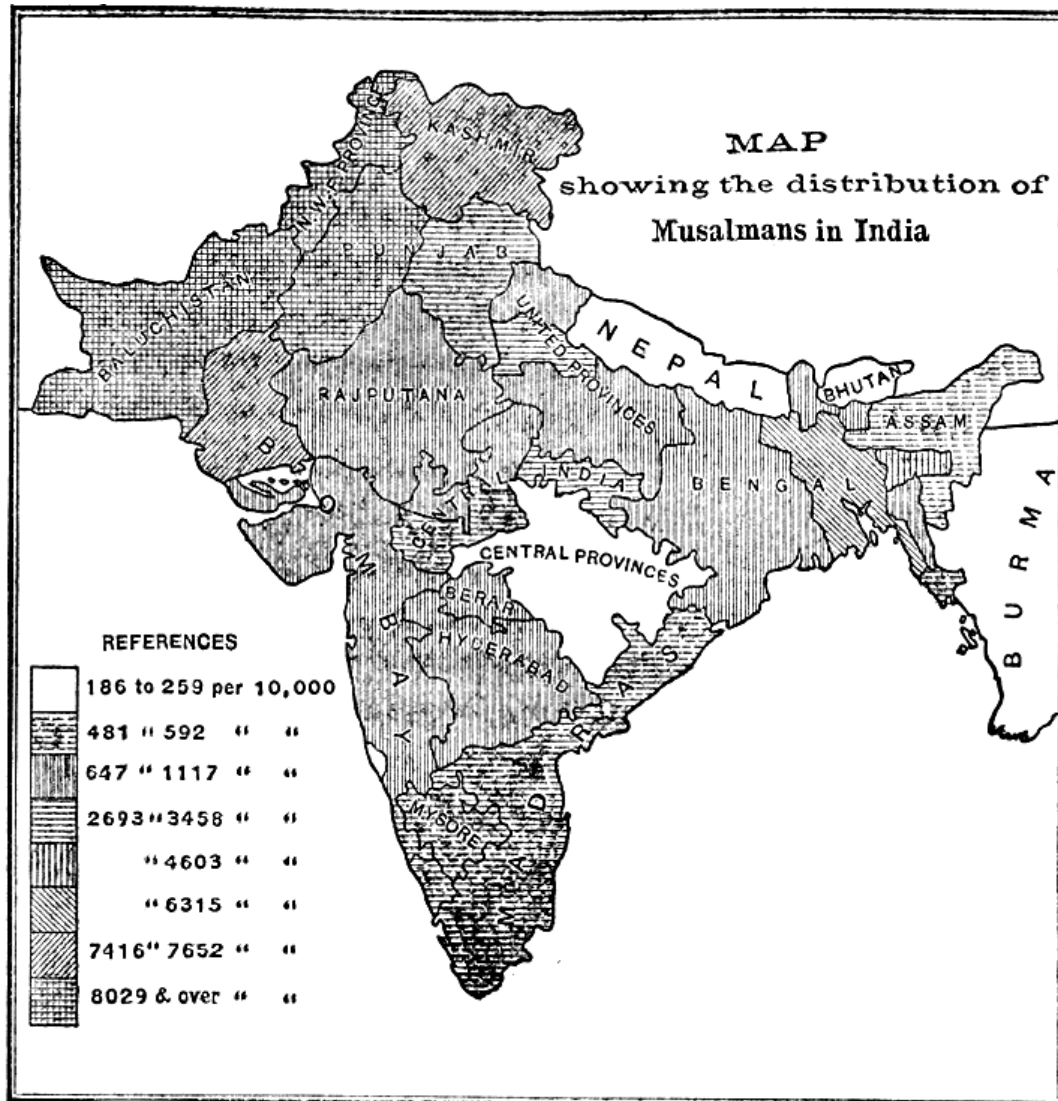 MAP
showing the distribution of
Musalmans in India
KASHMIR
N.W.F. PROVINCE
PUNJAB
BALUCHISTAN
UNITED PROVINCES
NEPAL
BHUTAN
RAJPUTANA
ASSAM
CENTRAL INDIA
BENGAL
BURMA
CENTRAL PROVINCES
BERAR
BOMBAY
HYDERABAD
MADRAS
MYSORE
REFERENCES
186 to 259 per 10,000
481 " 592 " "
647 " 1117 " "
2693 " 3458 " "
" 4603 " "
" 6315 " "
7416 " 7652 " "
8029 & over " "